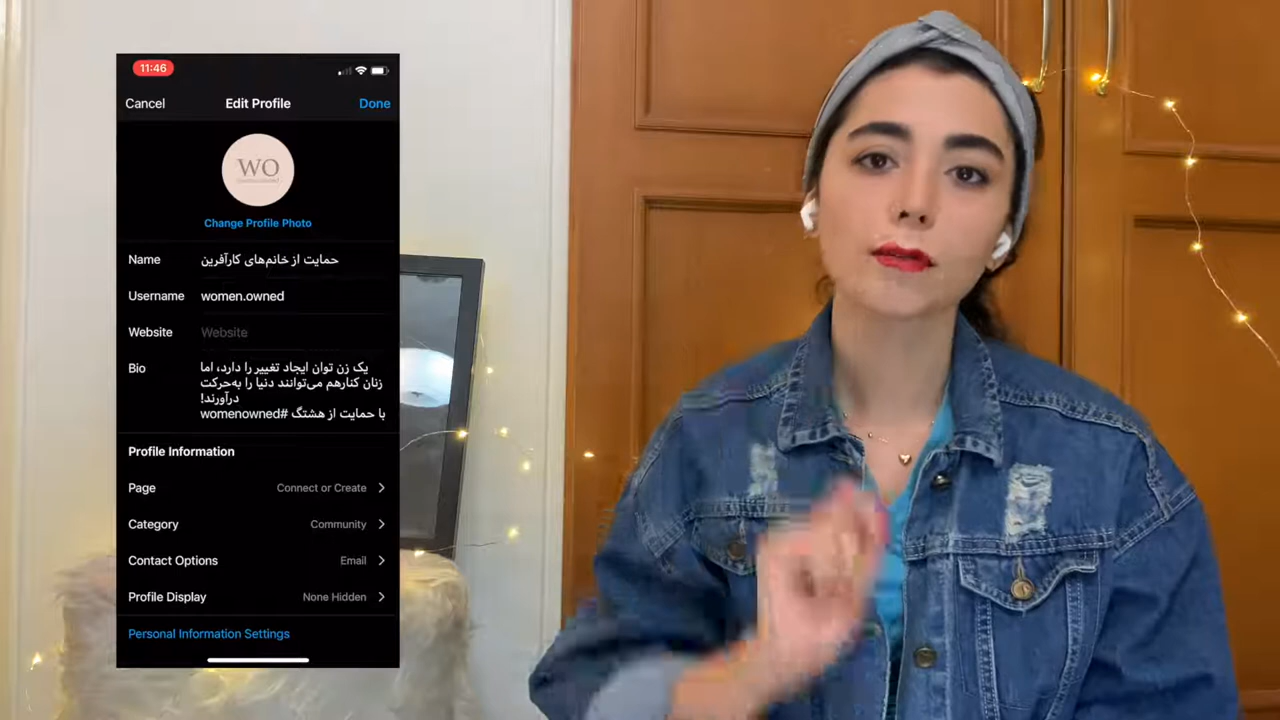 11:46
Cancel Edit Profile Done
WO
Change Profile Photo
Name حمایت از خانم‌های کارآفرین
Username women.owned
Website Website
Bio یک زن توان ایجاد تغییر را دارد، اما
زنان کنارهم می‌توانند دنیا را به‌حرکت
درآورند!
با حمایت از هشتگ #womenowned
Profile Information
Page Connect or Create
Category Community
Contact Options Email
Profile Display None Hidden
Personal Information Settings